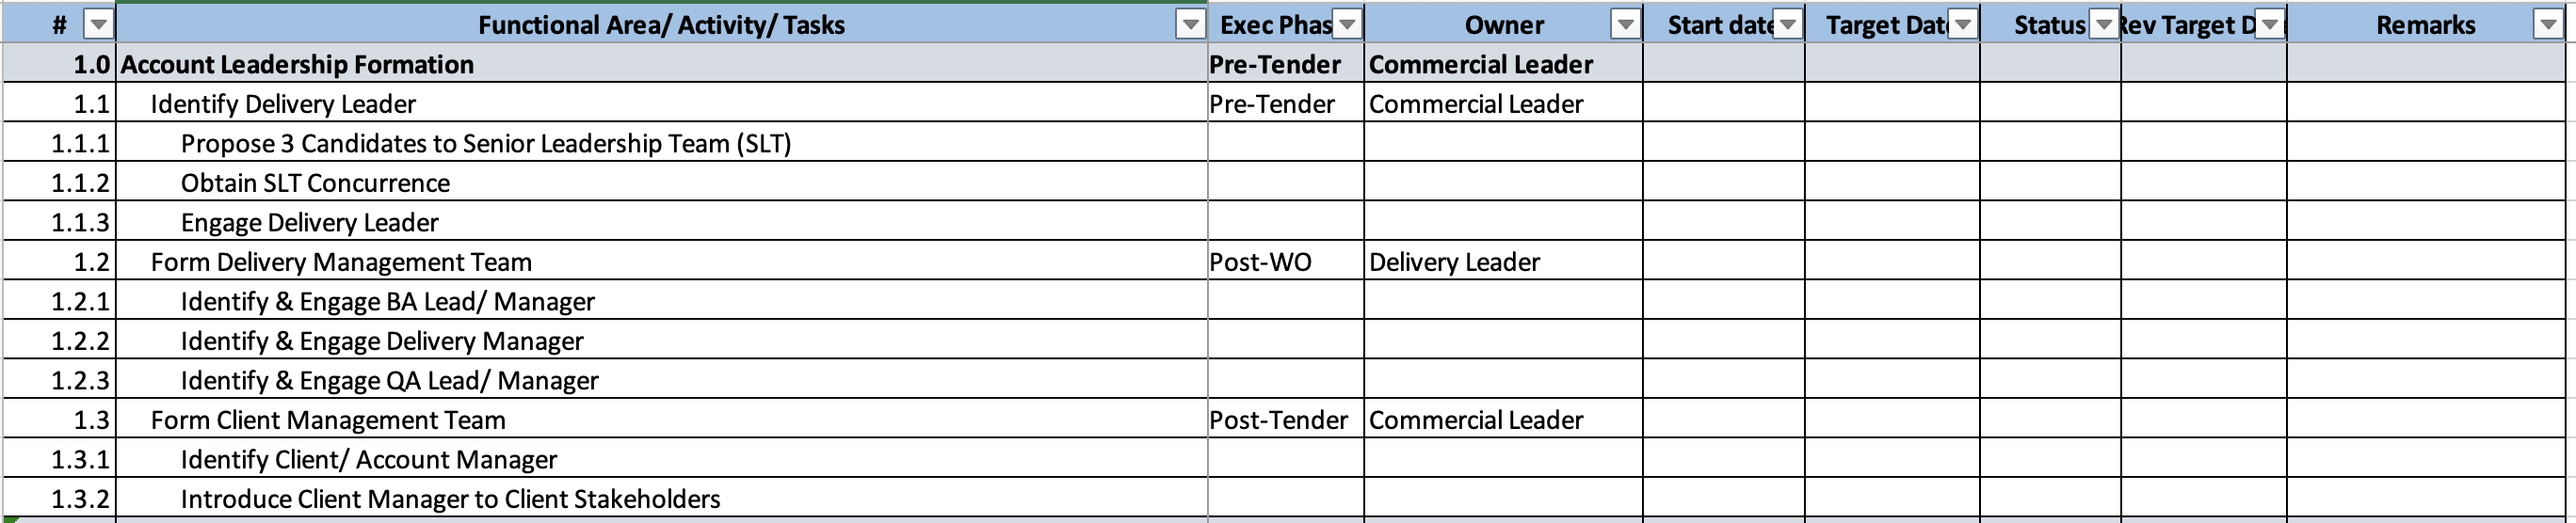 # Functional Area/ Activity/ Tasks Exec Phas Owner Start date Target Dat Status Rev Target D Remarks
1.0 Account Leadership Formation Pre-Tender Commercial Leader
1.1 Identify Delivery Leader Pre-Tender Commercial Leader
1.1.1 Propose 3 Candidates to Senior Leadership Team (SLT)
1.1.2 Obtain SLT Concurrence
1.1.3 Engage Delivery Leader
1.2 Form Delivery Management Team Post-WO Delivery Leader
1.2.1 Identify & Engage BA Lead/ Manager
1.2.2 Identify & Engage Delivery Manager
1.2.3 Identify & Engage QA Lead/ Manager
1.3 Form Client Management Team Post-Tender Commercial Leader
1.3.1 Identify Client/ Account Manager
1.3.2 Introduce Client Manager to Client Stakeholders